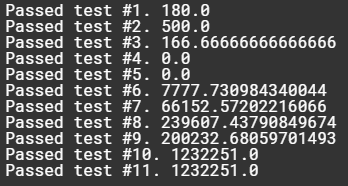 Passed test #1. 180.0
Passed test #2. 500.0
Passed test #3. 166.66666666666666
Passed test #4. 0.0
Passed test #5. 0.0
Passed test #6. 7777.730984340044
Passed test #7. 66152.57202216066
Passed test #8. 239607.43790849674
Passed test #9. 200232.68059701493
Passed test #10. 1232251.0
Passed test #11. 1232251.0